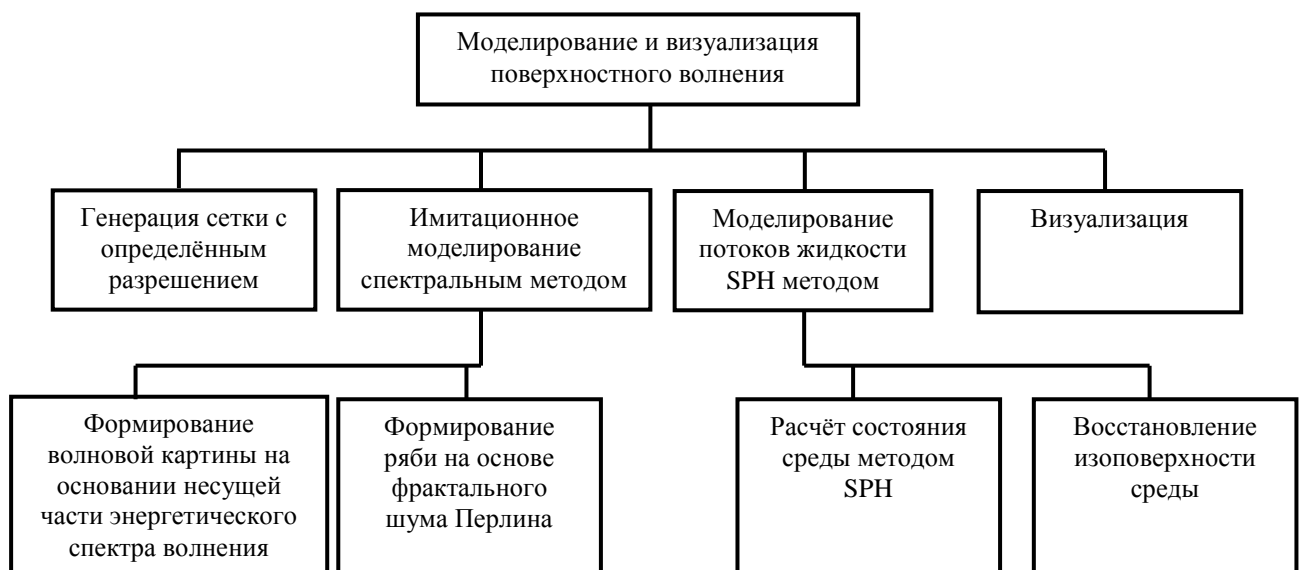 Моделирование и визуализация
поверхностного волнения
Генерация сетки с
определённым
разрешением
Имитационное
моделирование
спектральным методом
Моделирование
потоков жидкости
SPH методом
Визуализация
Формирование
волновой картины на
основании несущей
части энергетического
спектра волнения
Формирование
ряби на основе
фрактального
шума Перлина
Расчёт состояния
среды методом
SPH
Восстановление
изоповерхности
среды